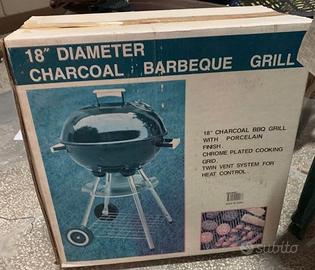 18" DIAMETER
CHARCOAL BARBEQUE GRILL
18" CHARCOAL BBQ GRILL
WITH PORCELAIN
FINISH.
CHROME PLATED COOKING
GRID.
TWIN VENT SYSTEM FOR
HEAT CONTROL.
subito